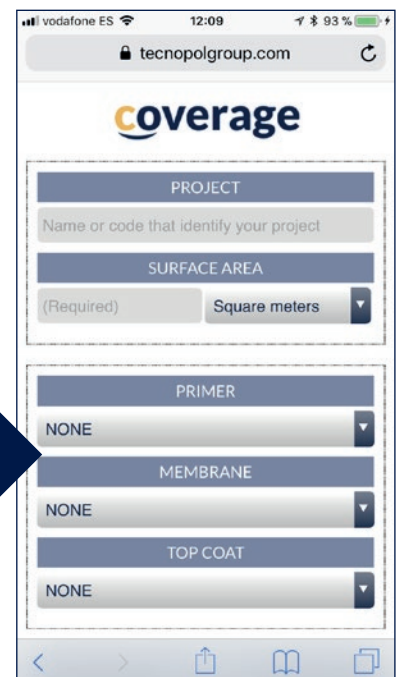 vodafone ES 12:09 93 %
tecnopolgroup.com
coverage
PROJECT
Name or code that identify your project
SURFACE AREA
(Required) Square meters
PRIMER
NONE
MEMBRANE
NONE
TOP COAT
NONE